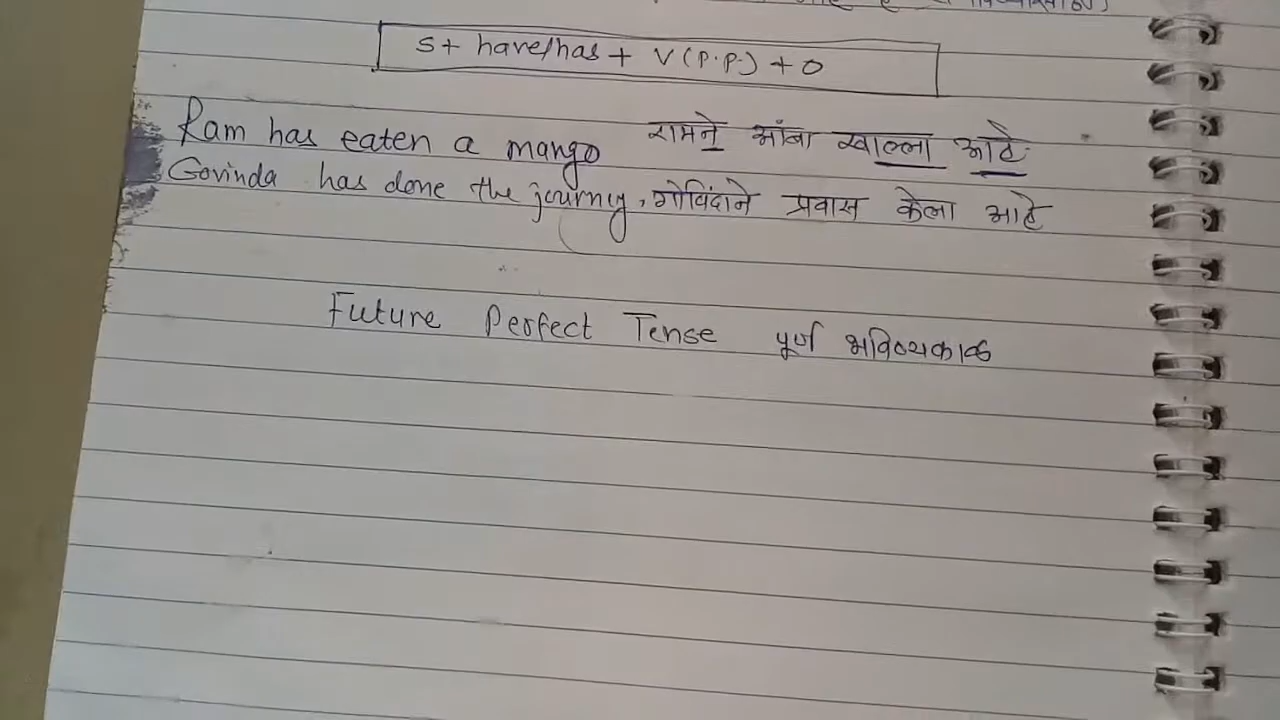 S+ have/has + V(P.P.) + O
Ram has eaten a mango रामने आंबा खाल्ला आहे.
Govinda has done the journey, गोविंदाने प्रवास केला आहे
Future Perfect Tense पूर्ण भविष्यकाळ